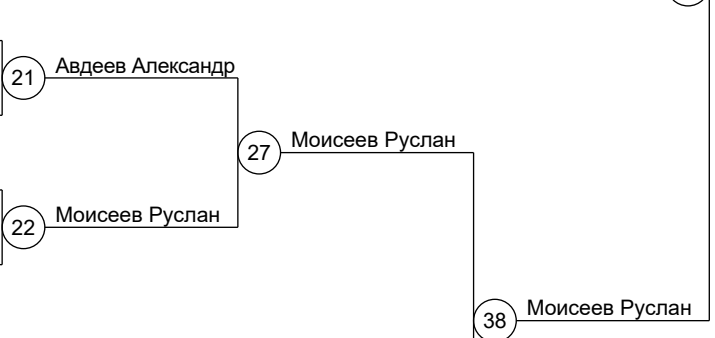 21 Авдеев Александр
27 Моисеев Руслан
22 Моисеев Руслан
38 Моисеев Руслан